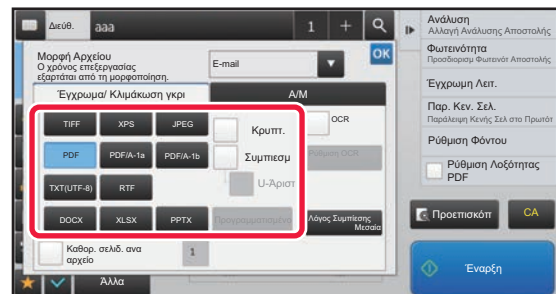 Διεύθ.
aaa
1
Ανάλυση
Αλλαγή Ανάλυσης Αποστολής
Μορφή Αρχείου
Ο χρόνος επεξεργασίας
εξαρτάται από τη μορφοποίηση.
E-mail
OK
Φωτεινότητα
Προσδιορισμ Φωτεινότ Αποστολής
Έγχρωμα/ Κλιμάκωση γκρι
Α/Μ
Έγχρωμη Λειτ.
TIFF
XPS
JPEG
Κρυπτ.
OCR
Παρ. Κεν. Σελ.
Παράλειψη Κενής Σελ στο Πρωτότ
PDF
PDF/A-1a
PDF/A-1b
Συμπιεσμ
Ρύθμιση OCR
Ρύθμιση Φόντου
TXT(UTF-8)
RTF
U-Άριστ
Ρύθμιση Λοξότητας
PDF
DOCX
XLSX
PPTX
Προγραμματισμένο
Λόγος Συμπίεσης
Μεσαία
Προεπισκόπ
CA
Καθορ. σελιδ. ανα
αρχείο
1
Άλλα
Έναρξη